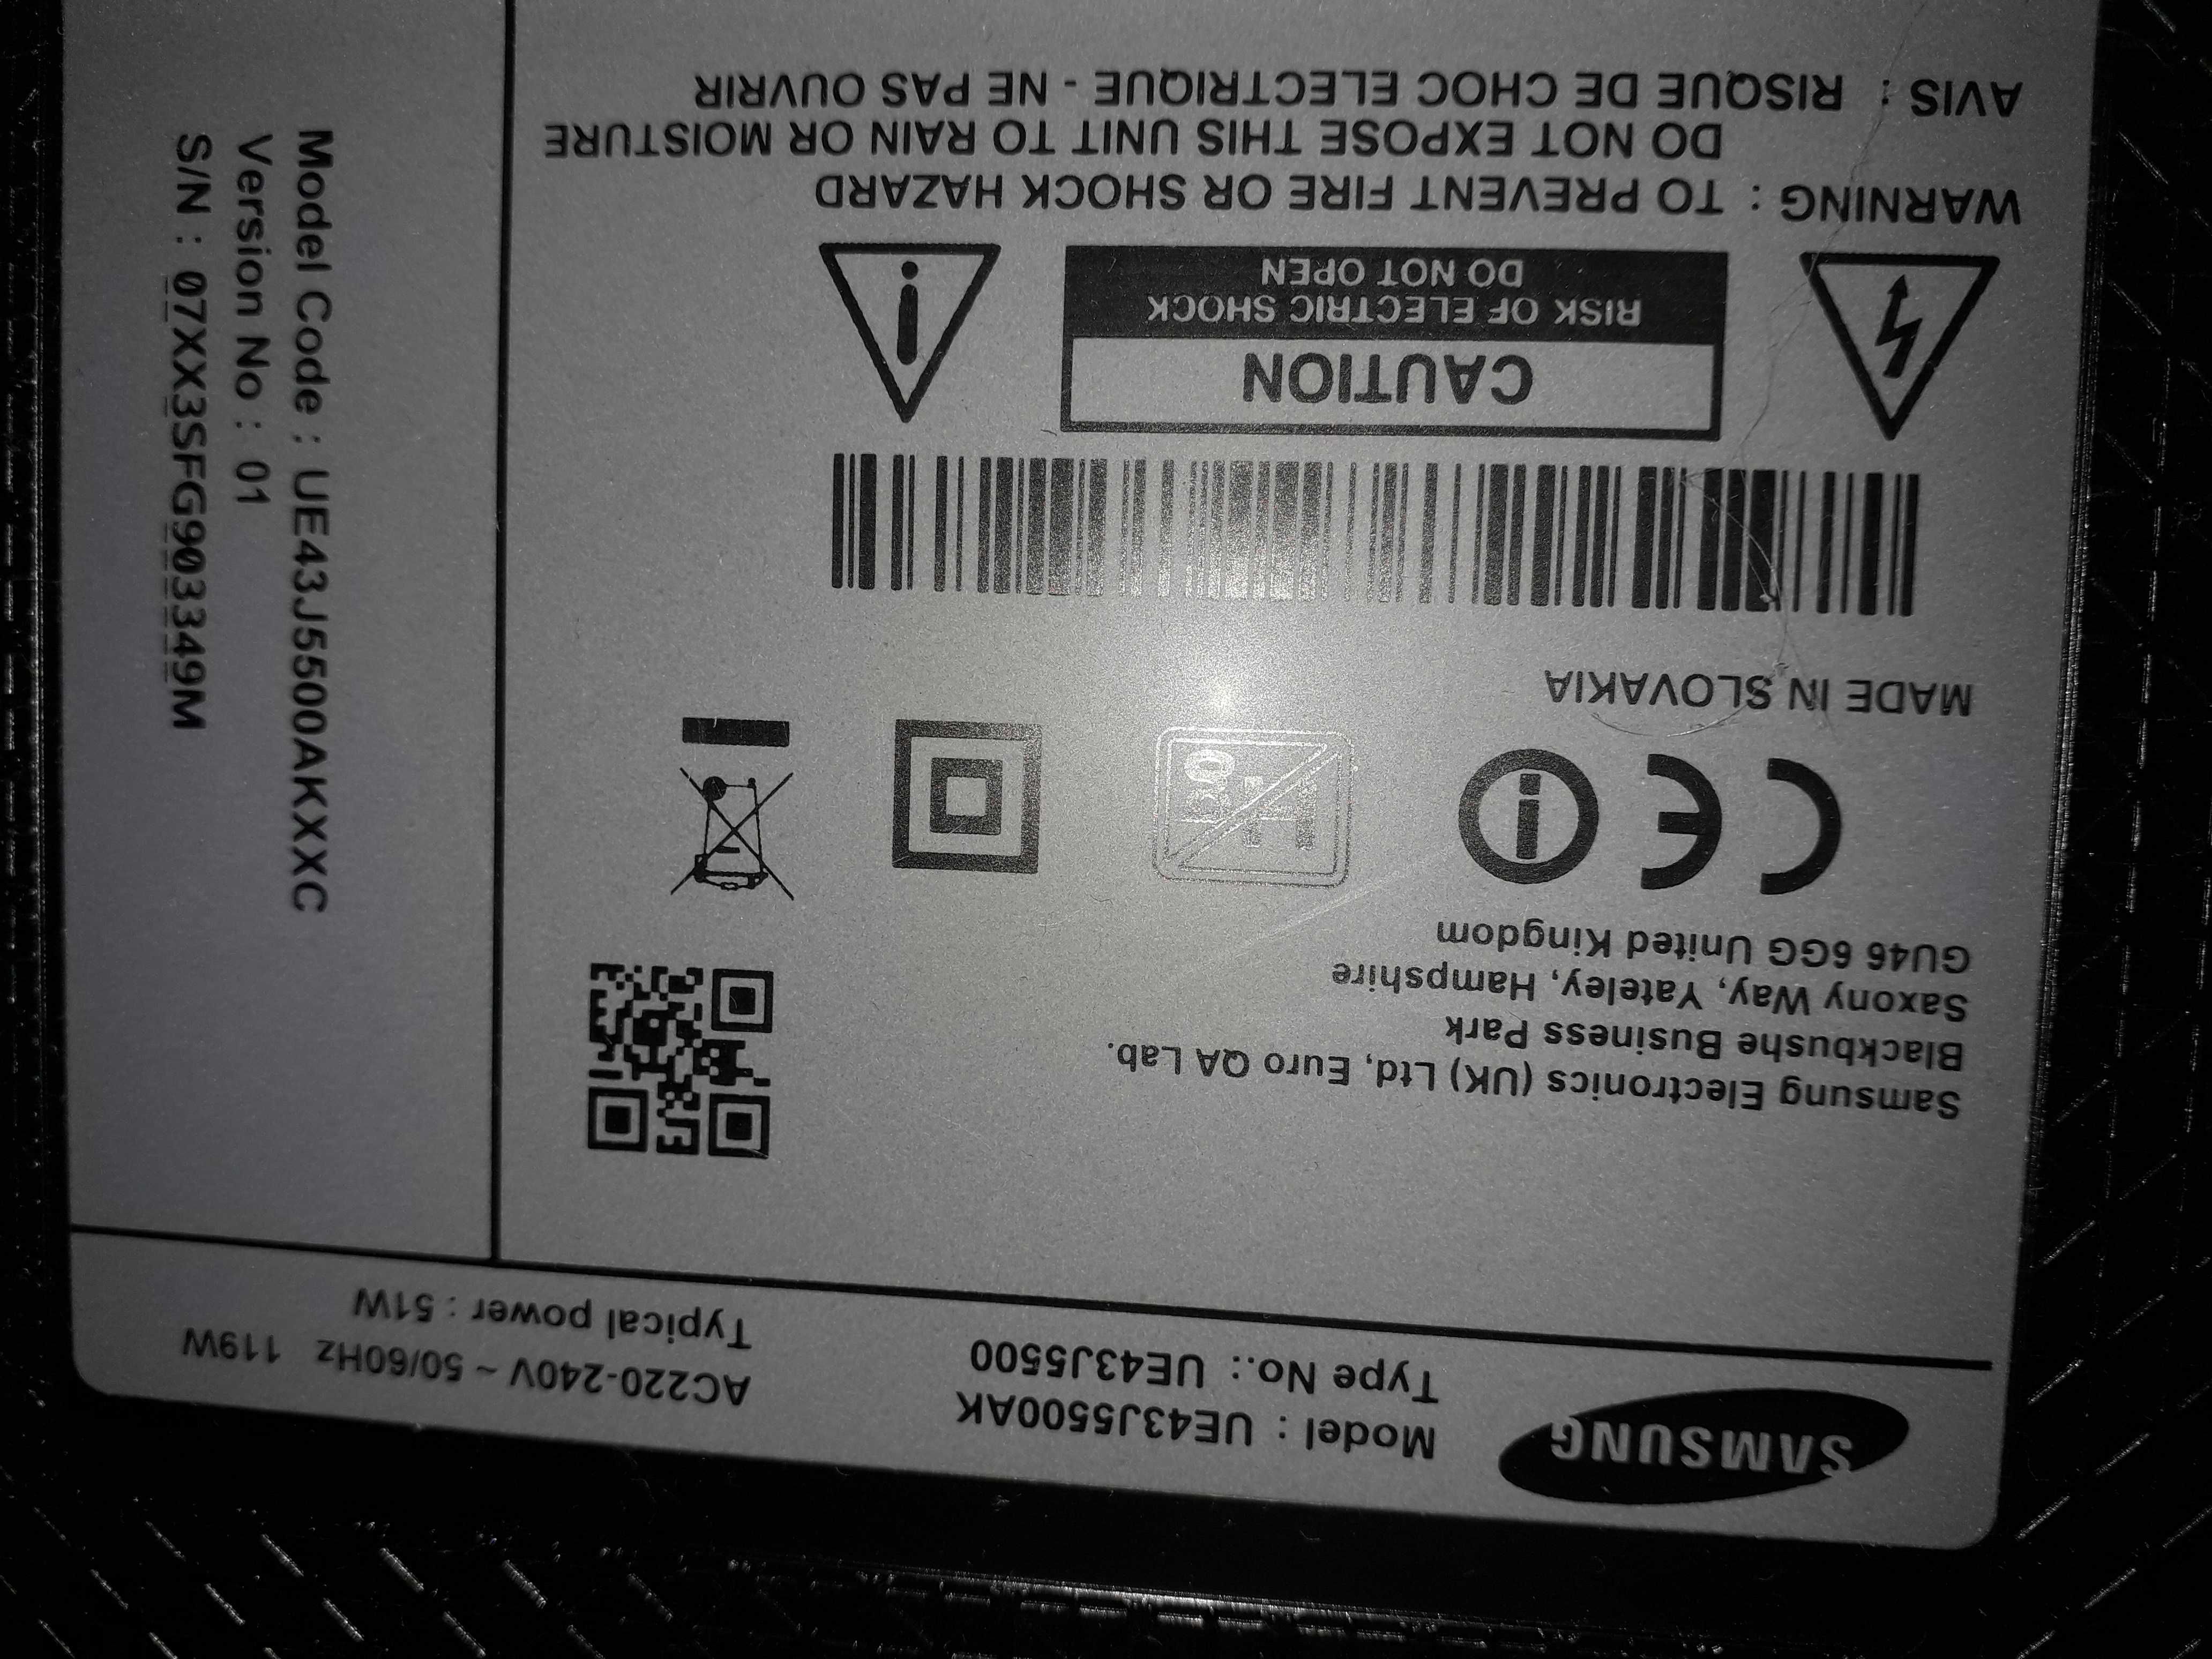 SAMSUNG
Model : UE43J5500AK
Type No.: UE43J5500
AC220-240V ~ 50/60Hz 119W
Typical power : 51W
Samsung Electronics (UK) Ltd, Euro QA Lab.
Blackbushe Business Park
Saxony Way, Yateley, Hampshire
GU46 6GG United Kingdom
CE
MADE IN SLOVAKIA
CAUTION
RISK OF ELECTRIC SHOCK
DO NOT OPEN
WARNING : TO PREVENT FIRE OR SHOCK HAZARD
DO NOT EXPOSE THIS UNIT TO RAIN OR MOISTURE
AVIS : RISQUE DE CHOC ELECTRIQUE - NE PAS OUVRIR
Model Code : UE43J5500AKXXC
Version No : 01
S/N : 07XX3SFG903349M